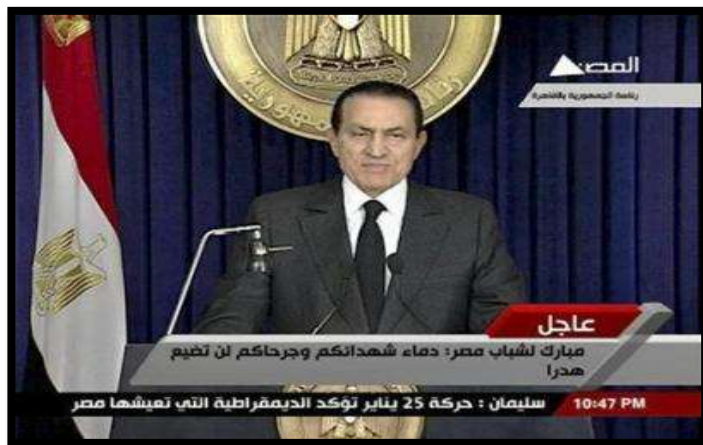 المصرية
رئاسة الجمهورية بالقاهرة
عاجل
مبارك لشباب مصر: دماء شهدائكم وجرحاكم لن تضيع
هدرا
10:47 PM
سليمان : حركة 25 يناير تؤكد الديمقراطية التي تعيشها مصر